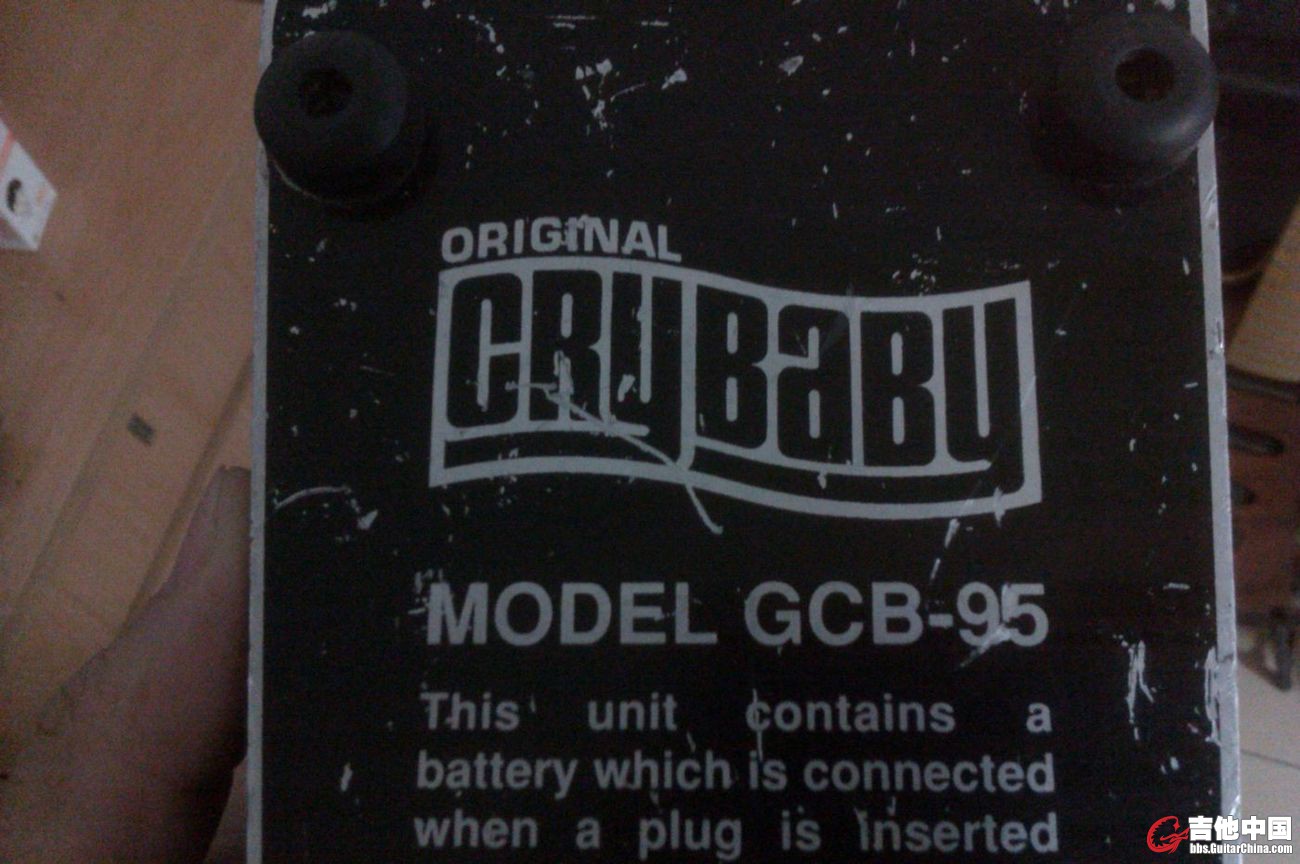 ORIGINAL
CRYBABY
MODEL GCB-95
This unit contains a
battery which is connected
when a plug is inserted
吉他中国
bbs.GuitarChina.com